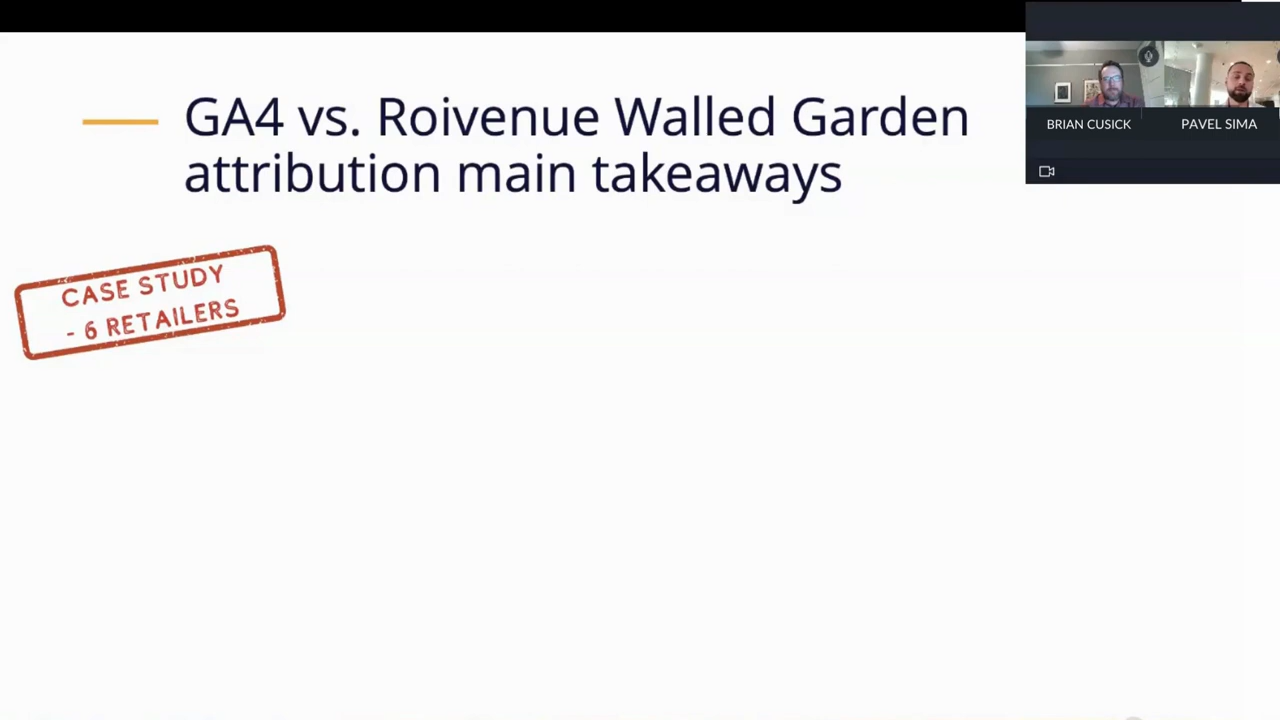 GA4 vs. Roivenue Walled Garden
attribution main takeaways
BRIAN CUSICK
PAVEL SIMA
CASE STUDY
- 6 RETAILERS